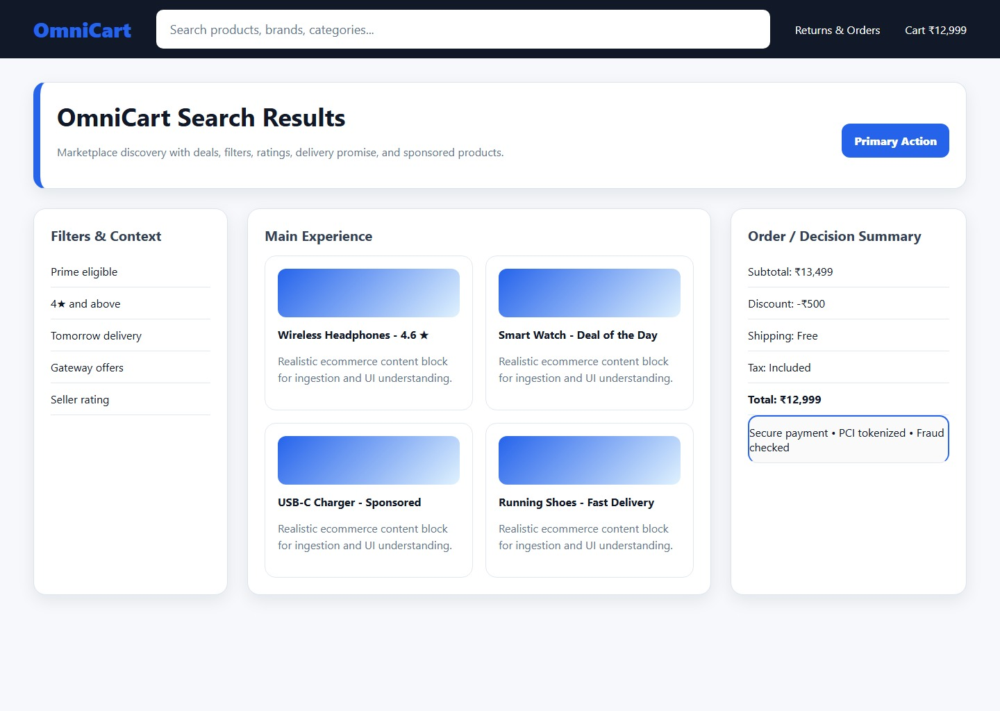 OmniCart
Search products, brands, categories...
Returns & Orders
Cart ₹12,999
OmniCart Search Results
Marketplace discovery with deals, filters, ratings, delivery promise, and sponsored products.
Primary Action
Filters & Context
Prime eligible
4★ and above
Tomorrow delivery
Gateway offers
Seller rating
Main Experience
Wireless Headphones - 4.6 ★
Realistic ecommerce content block
for ingestion and UI understanding.
Smart Watch - Deal of the Day
Realistic ecommerce content block
for ingestion and UI understanding.
USB-C Charger - Sponsored
Realistic ecommerce content block
for ingestion and UI understanding.
Running Shoes - Fast Delivery
Realistic ecommerce content block
for ingestion and UI understanding.
Order / Decision Summary
Subtotal: ₹13,499
Discount: -₹500
Shipping: Free
Tax: Included
Total: ₹12,999
Secure payment • PCI tokenized • Fraud
checked